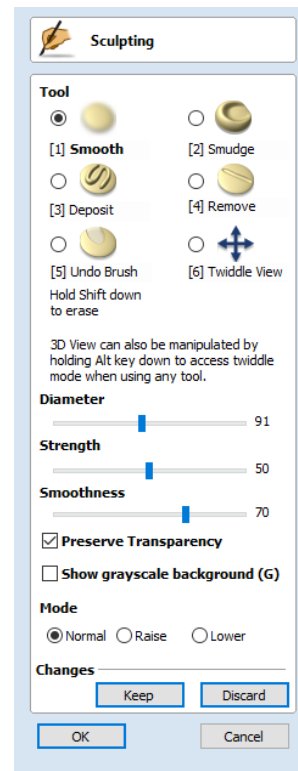 Sculpting
Tool
[1] Smooth
[2] Smudge
[3] Deposit
[4] Remove
[5] Undo Brush
[6] Twiddle View
Hold Shift down
to erase
3D View can also be manipulated by
holding Alt key down to access twiddle
mode when using any tool.
Diameter
91
Strength
50
Smoothness
70
Preserve Transparency
Show grayscale background (G)
Mode
Normal Raise Lower
Changes
Keep Discard
OK Cancel